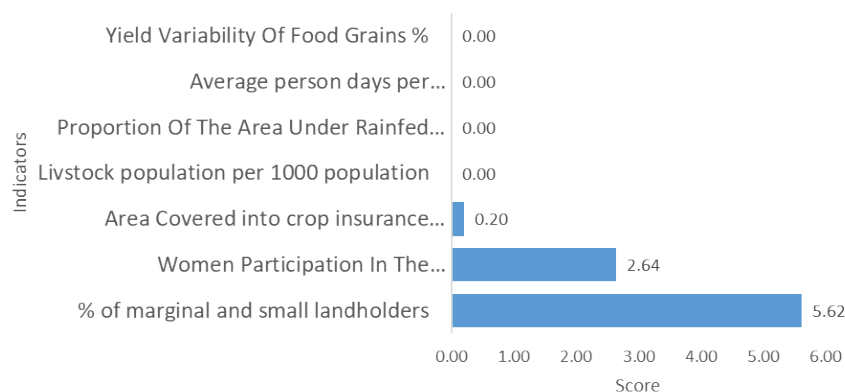 Yield Variability Of Food Grains % 0.00
Average person days per... 0.00
Proportion Of The Area Under Rainfed... 0.00
Livstock population per 1000 population 0.00
Area Covered into crop insurance... 0.20
Women Participation In The... 2.64
% of marginal and small landholders 5.62
Indicators
0.00 1.00 2.00 3.00 4.00 5.00 6.00
Score